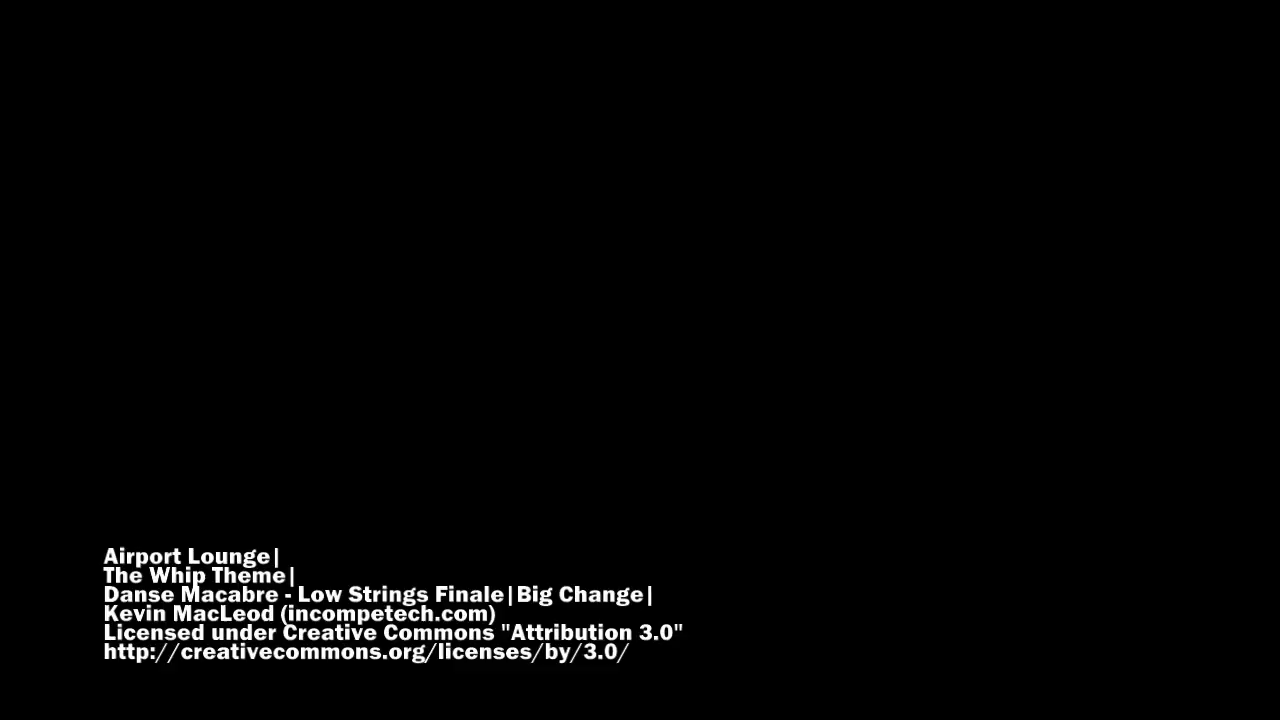 Airport Lounge|
The Whip Theme|
Danse Macabre - Low Strings Finale|Big Change|
Kevin MacLeod (incompetech.com)
Licensed under Creative Commons "Attribution 3.0"
http://creativecommons.org/licenses/by/3.0/